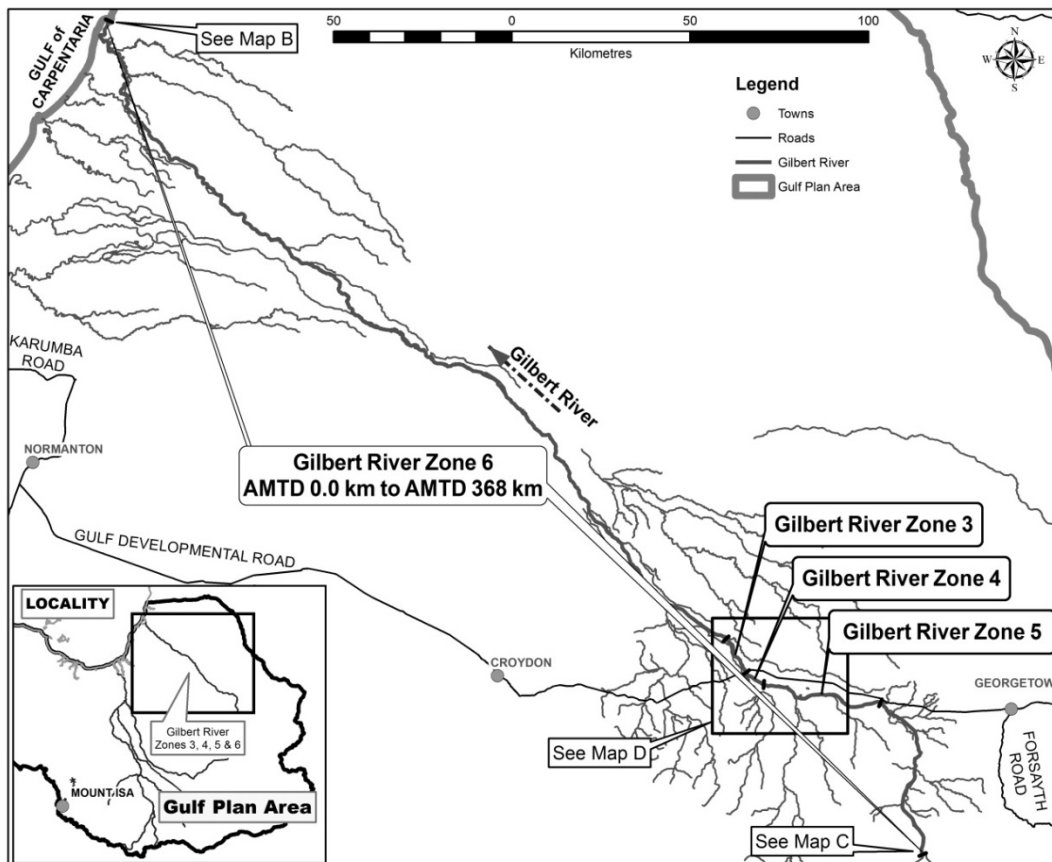 50
0
50
100
Kilometres
See Map B
GULF of
CARPENTARIA
N
W
E
S
Legend
Towns
Roads
Gilbert River
Gulf Plan Area
KARUMBA
ROAD
Gilbert River
NORMANTON
Gilbert River Zone 6
AMTD 0.0 km to AMTD 368 km
GULF DEVELOPMENTAL ROAD
Gilbert River Zone 3
Gilbert River Zone 4
Gilbert River Zone 5
CROYDON
GEORGETOW
FORSAYTH
ROAD
See Map D
See Map C
LOCALITY
Gilbert River
Zones 3, 4, 5 & 6
MOUNT ISA
Gulf Plan Area